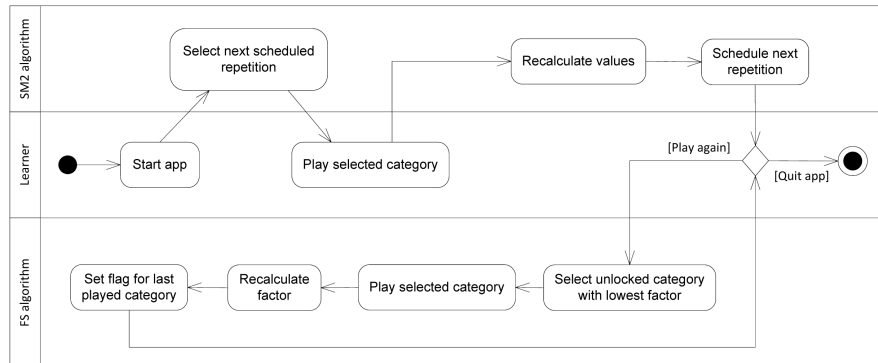 SM2 algorithm
Select next scheduled
repetition
Recalculate values
Schedule next
repetition
Learner
Start app
Play selected category
[Play again]
[Quit app]
FS algorithm
Set flag for last
played category
Recalculate
factor
Play selected category
Select unlocked category
with lowest factor